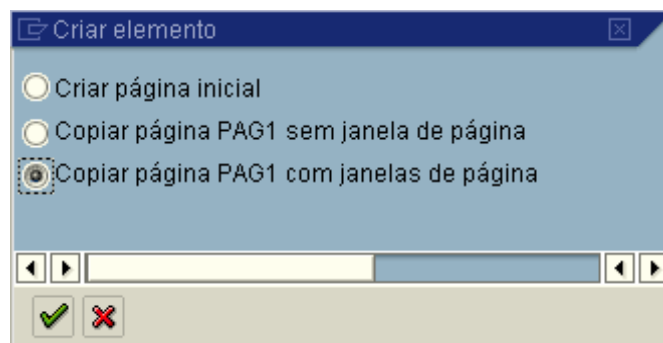 Criar elemento
Criar página inicial
Copiar página PAG1 sem janela de página
Copiar página PAG1 com janelas de página